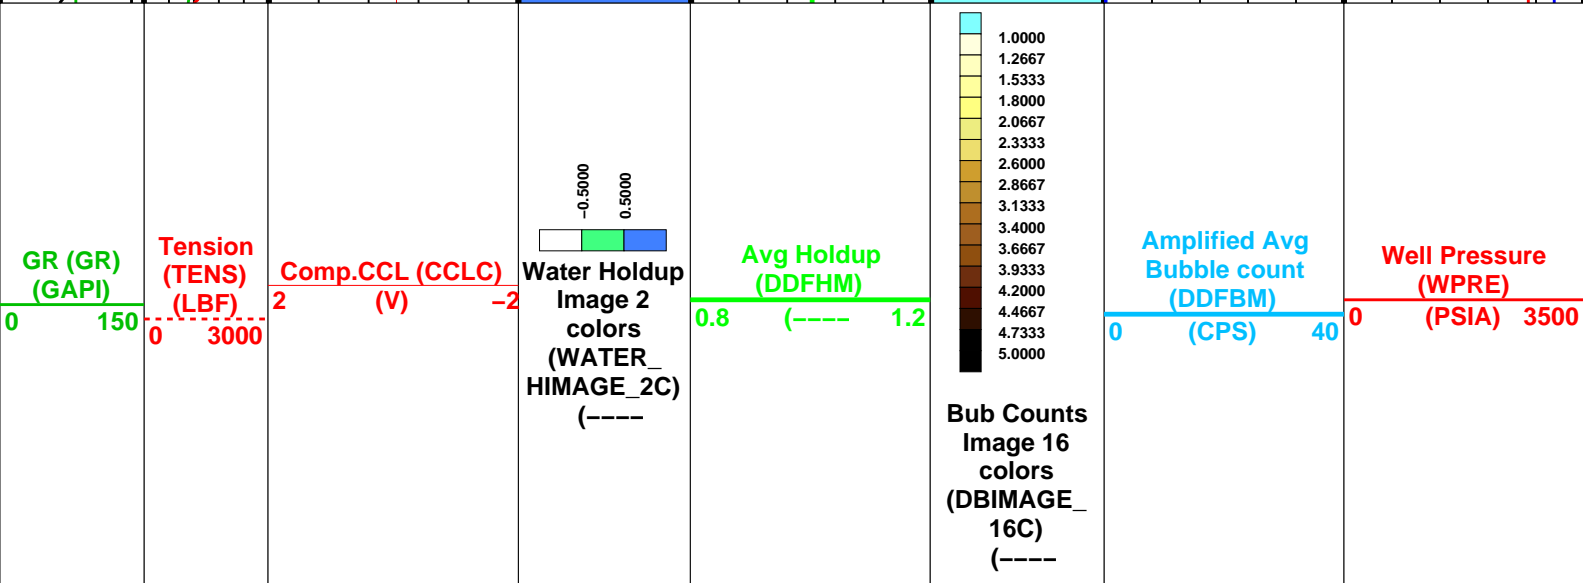 GR (GR)
(GAPI)
0 150
Tension
(TENS)
(LBF)
0 3000
Comp.CCL (CCLC)
2 (V) −2
−0.5000
0.5000
Water Holdup
Image 2
colors
(WATER_
HIMAGE_2C)
(−−−−
Avg Holdup
(DDFHM)
0.8 (−−−− 1.2
1.0000
1.2667
1.5333
1.8000
2.0667
2.3333
2.6000
2.8667
3.1333
3.4000
3.6667
3.9333
4.2000
4.4667
4.7333
5.0000
Bub Counts
Image 16
colors
(DBIMAGE_
16C)
(−−−−
Amplified Avg
Bubble count
(DDFBM)
0 (CPS) 40
Well Pressure
(WPRE)
0 (PSIA) 3500